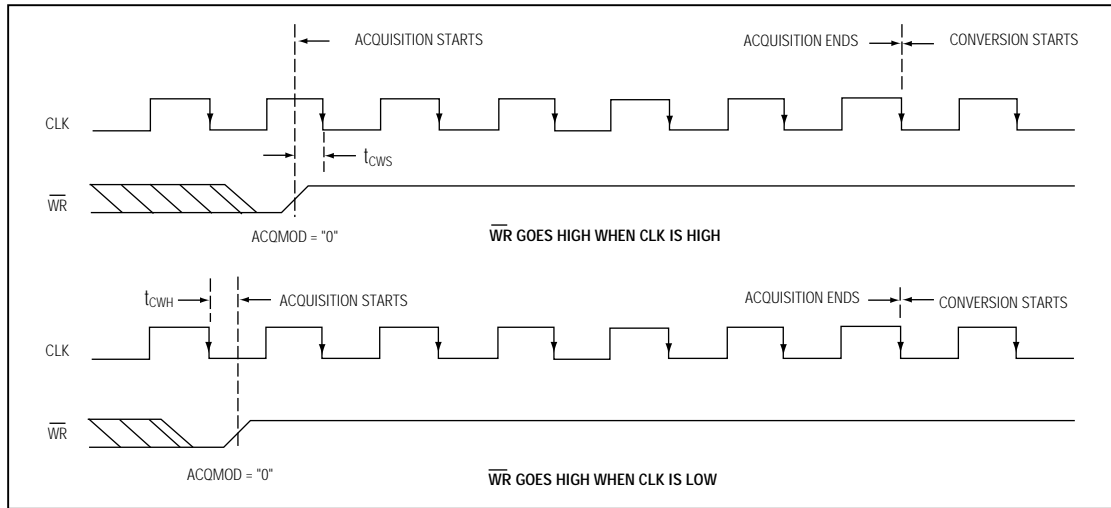 ACQUISITION STARTS
ACQUISITION ENDS
CONVERSION STARTS
CLK
tCWS
WR
ACQMOD = "0"
WR GOES HIGH WHEN CLK IS HIGH
tCWH
ACQUISITION STARTS
ACQUISITION ENDS
CONVERSION STARTS
CLK
WR
ACQMOD = "0"
WR GOES HIGH WHEN CLK IS LOW